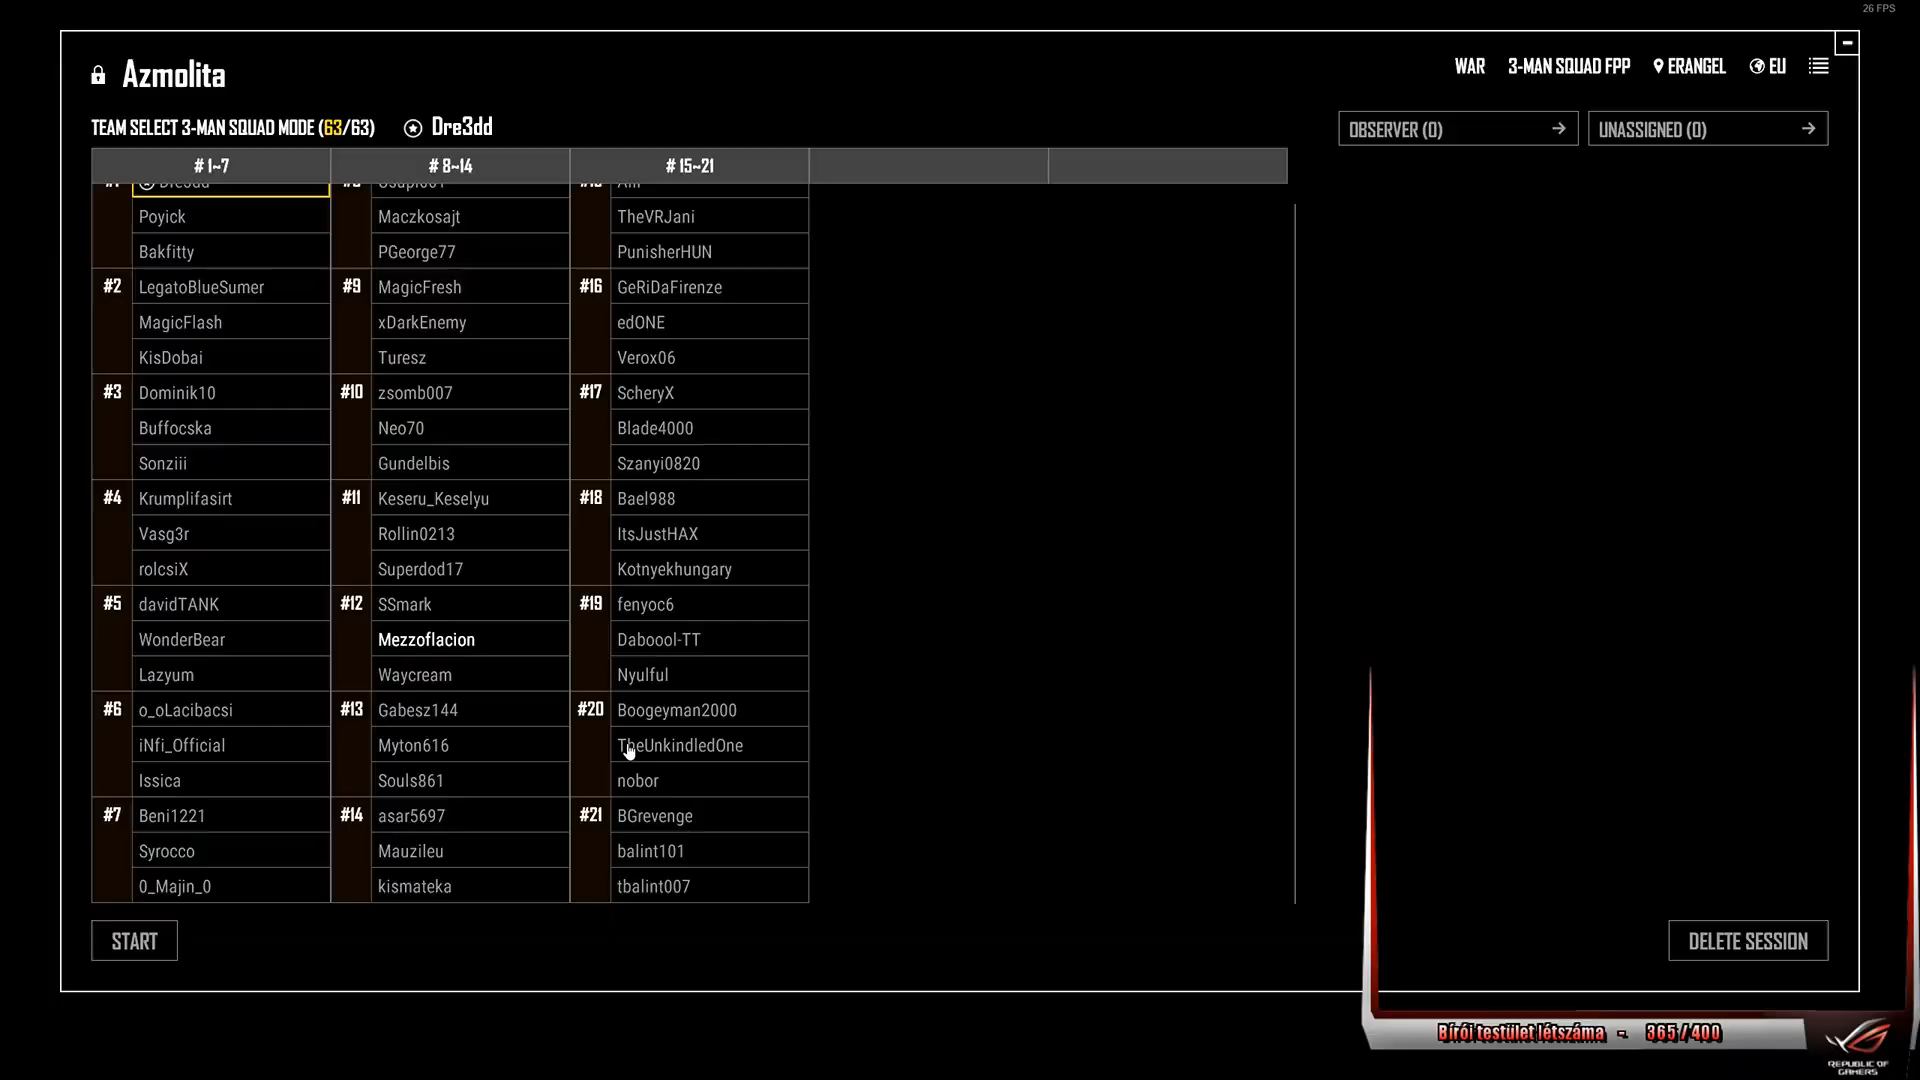 26 FPS
Azmolita
WAR 3-MAN SQUAD FPP ERANGEL EU
TEAM SELECT 3-MAN SQUAD MODE (63/63) Dre3dd
OBSERVER (0) UNASSIGNED (0)
# 1~7 # 8~14 # 15~21
Dre3dd
Poyick Maczkosajt TheVRJani
Bakfitty PGeorge77 PunisherHUN
#2 LegatoBlueSumer #9 MagicFresh #16 GeRiDaFirenze
MagicFlash xDarkEnemy edONE
KisDobai Turesz Verox06
#3 Dominik10 #10 zsomb007 #17 ScheryX
Buffocska Neo70 Blade4000
Sonziii Gundelbis Szanyi0820
#4 Krumplifasirt #11 Keseru_Keselyu #18 Bael988
Vasg3r Rollin0213 ItsJustHAX
rolcsiX Superdod17 Kotnyekhungary
#5 davidTANK #12 SSmark #19 fenyoc6
WonderBear Mezzoflacion Daboool-TT
Lazyum Waycream Nyulful
#6 o_oLacibacsi #13 Gabesz144 #20 Boogeyman2000
iNfi_Official Myton616 TheUnkindledOne
Issica Souls861 nobor
#7 Beni1221 #14 asar5697 #21 BGrevenge
Syrocco Mauzileu balint101
0_Majin_0 kismateka tbalint007
START DELETE SESSION
Bírói testület létszáma - 365/400
REPUBLIC OF
GAMERS